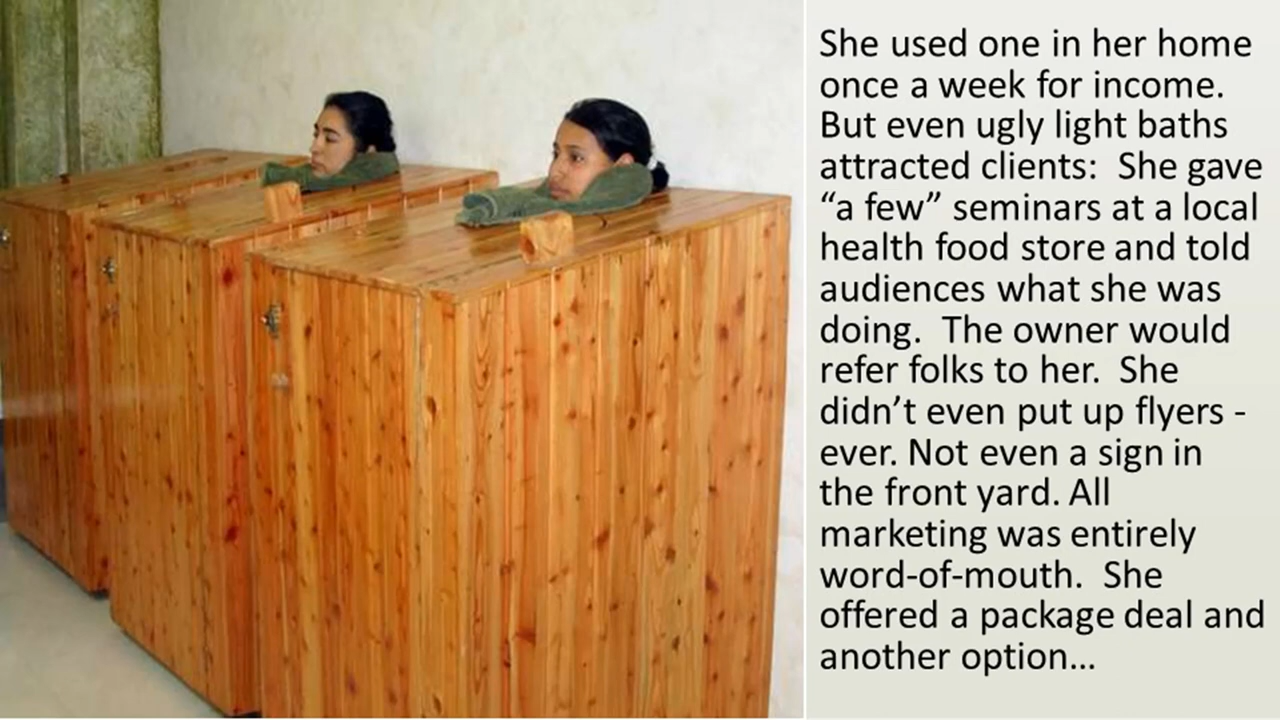 She used one in her home
once a week for income.
But even ugly light baths
attracted clients:  She gave
“a few” seminars at a local
health food store and told
audiences what she was
doing.  The owner would
refer folks to her.  She
didn’t even put up flyers -
ever. Not even a sign in
the front yard. All
marketing was entirely
word-of-mouth.  She
offered a package deal and
another option…